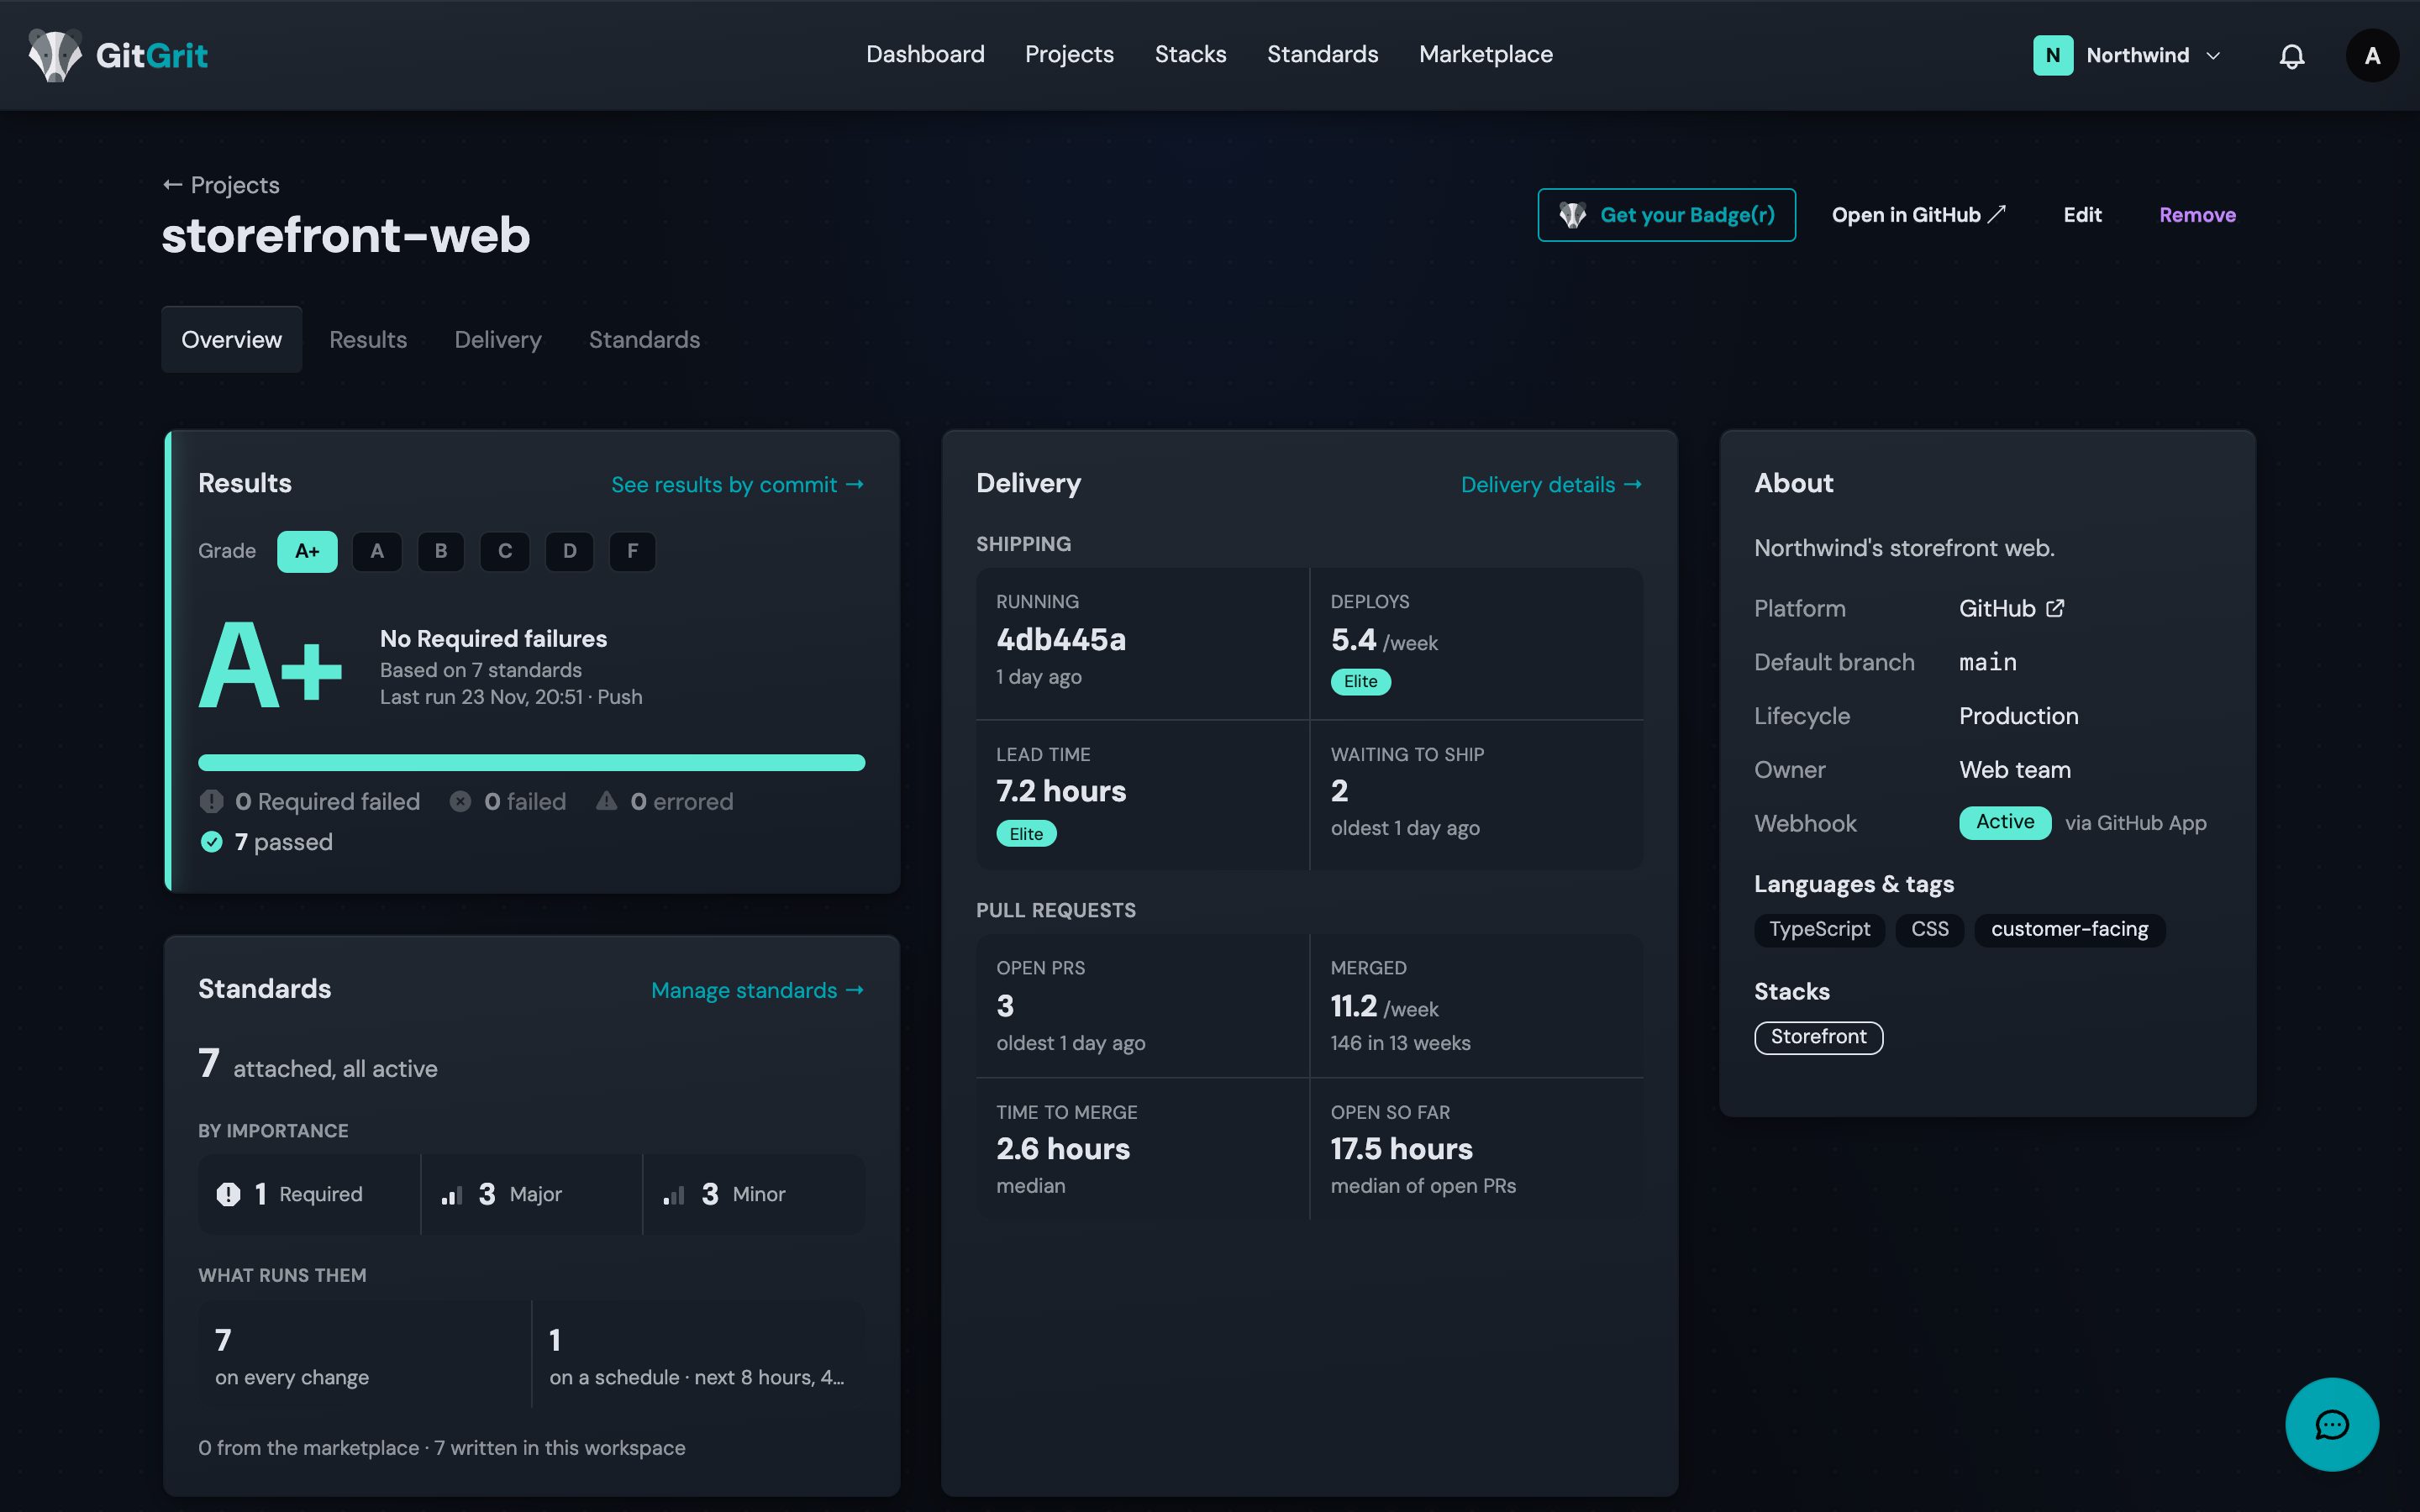 GitGrit
Dashboard
Projects
Stacks
Standards
Marketplace
N
Northwind
A
← Projects
storefront-web
Get your Badge(r)
Open in GitHub ↗
Edit
Remove
Overview
Results
Delivery
Standards
Results
See results by commit →
Grade
A+
A
B
C
D
F
A+
No Required failures
Based on 7 standards
Last run 23 Nov, 20:51 · Push
0 Required failed
0 failed
0 errored
7 passed
Standards
Manage standards →
7 attached, all active
BY IMPORTANCE
1 Required
3 Major
3 Minor
WHAT RUNS THEM
7
on every change
1
on a schedule · next 8 hours, 4...
0 from the marketplace · 7 written in this workspace
Delivery
Delivery details →
SHIPPING
RUNNING
4db445a
1 day ago
DEPLOYS
5.4 /week
Elite
LEAD TIME
7.2 hours
Elite
WAITING TO SHIP
2
oldest 1 day ago
PULL REQUESTS
OPEN PRS
3
oldest 1 day ago
MERGED
11.2 /week
146 in 13 weeks
TIME TO MERGE
2.6 hours
median
OPEN SO FAR
17.5 hours
median of open PRs
About
Northwind's storefront web.
Platform GitHub
Default branch main
Lifecycle Production
Owner Web team
Webhook Active via GitHub App
Languages & tags
TypeScript
CSS
customer-facing
Stacks
Storefront